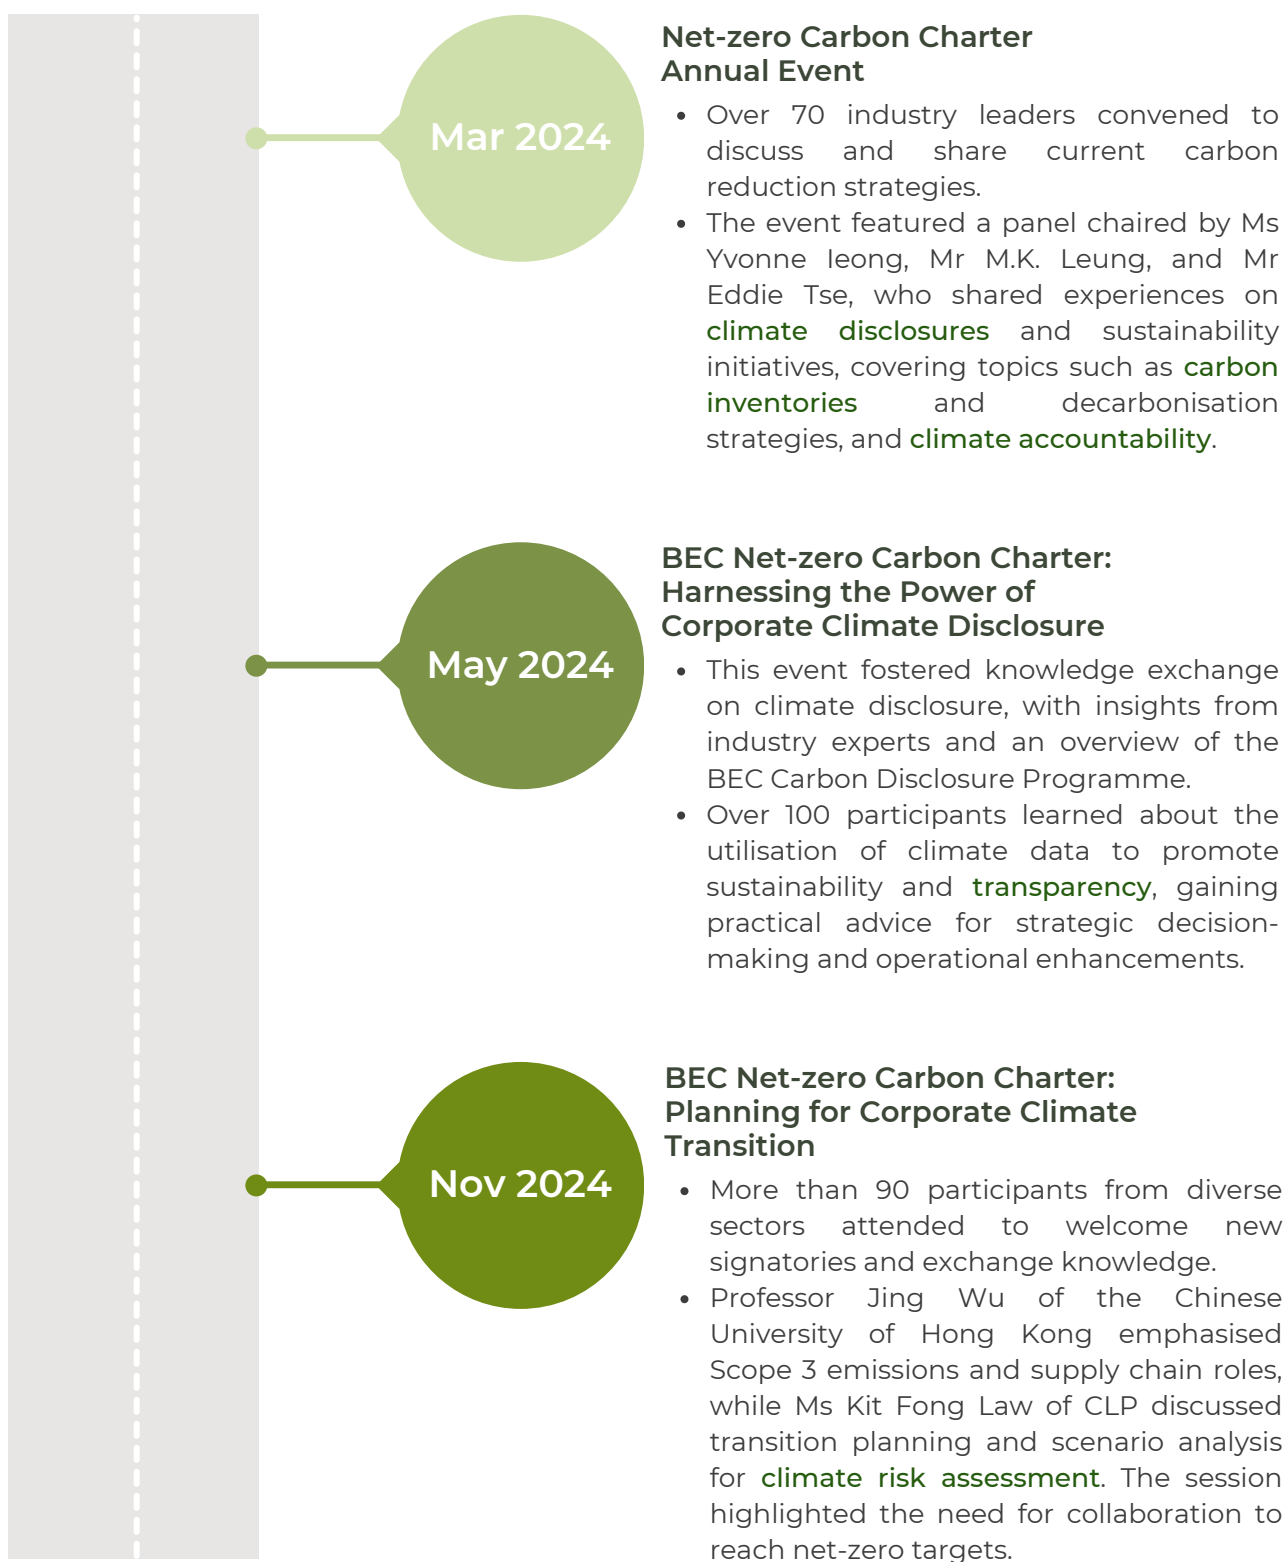 Mar 2024
Net-zero Carbon Charter
Annual Event
• Over 70 industry leaders convened to
discuss and share current carbon
reduction strategies.
• The event featured a panel chaired by Ms
Yvonne Ieong, Mr M.K. Leung, and Mr
Eddie Tse, who shared experiences on
climate disclosures and sustainability
initiatives, covering topics such as carbon
inventories and decarbonisation
strategies, and climate accountability.
May 2024
BEC Net-zero Carbon Charter:
Harnessing the Power of
Corporate Climate Disclosure
• This event fostered knowledge exchange
on climate disclosure, with insights from
industry experts and an overview of the
BEC Carbon Disclosure Programme.
• Over 100 participants learned about the
utilisation of climate data to promote
sustainability and transparency, gaining
practical advice for strategic decision-
making and operational enhancements.
Nov 2024
BEC Net-zero Carbon Charter:
Planning for Corporate Climate
Transition
• More than 90 participants from diverse
sectors attended to welcome new
signatories and exchange knowledge.
• Professor Jing Wu of the Chinese
University of Hong Kong emphasised
Scope 3 emissions and supply chain roles,
while Ms Kit Fong Law of CLP discussed
transition planning and scenario analysis
for climate risk assessment. The session
highlighted the need for collaboration to
reach net-zero targets.